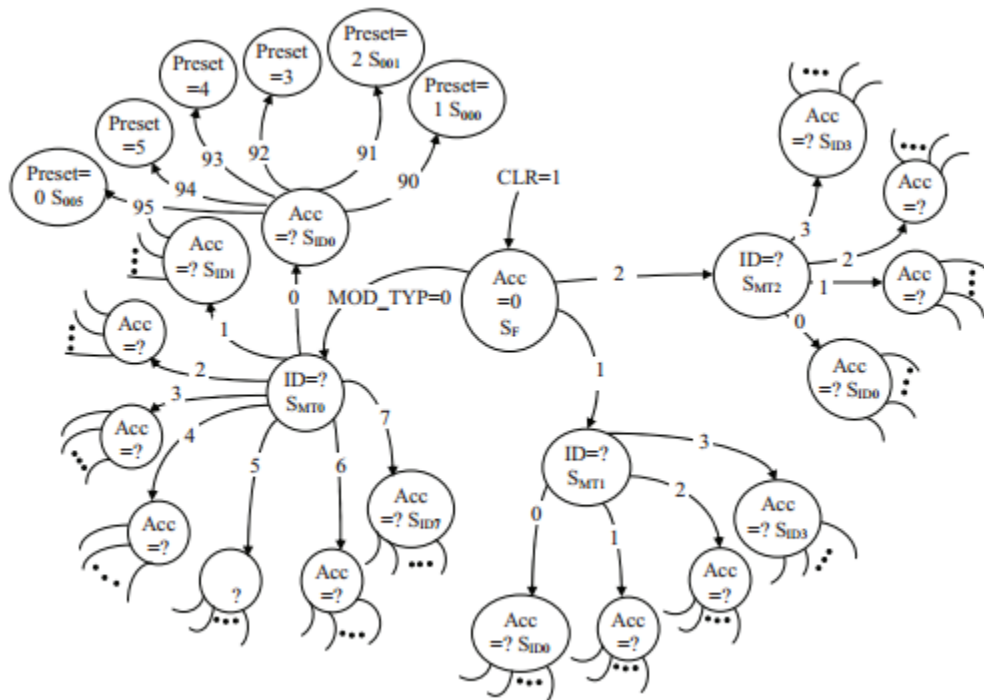 Preset=
2 S001
Preset
=3
Preset
=4
Preset=
1 S000
Preset
=5
Preset=
0 S005
93
92
91
90
94
95
Acc
=? SID0
CLR=1
Acc
=? SID3
Acc
=?
3
2
1
0
ID=?
SMT2
Acc
=?
Acc
=? SID0
2
Acc
=0
SF
MOD_TYP=0
0
Acc
=? SID1
1
Acc
=?
2
3
4
5
6
7
ID=?
SMT0
Acc
=?
Acc
=?
?
Acc
=?
Acc
=? SID7
1
ID=?
SMT1
3
2
1
0
Acc
=? SID3
Acc
=?
Acc
=?
Acc
=? SID0